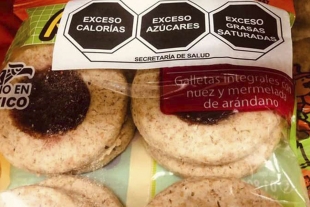 EXCESO
CALORÍAS
EXCESO
AZÚCARES
EXCESO
GRASAS
SATURADAS
SECRETARÍA DE SALUD
Galletas integrales con
nuez y mermelada
de arándano